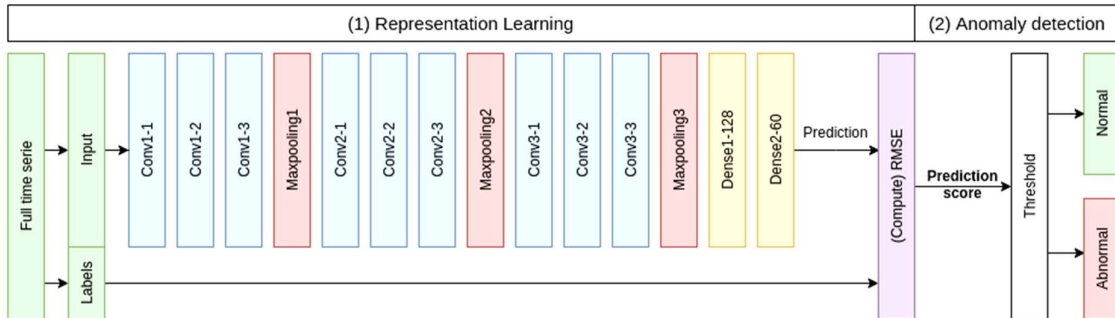 (1) Representation Learning
(2) Anomaly detection
Full time serie
Input
Labels
Conv1-1
Conv1-2
Conv1-3
Maxpooling1
Conv2-1
Conv2-2
Conv2-3
Maxpooling2
Conv3-1
Conv3-2
Conv3-3
Maxpooling3
Dense1-128
Dense2-60
Prediction
(Compute) RMSE
Prediction
score
Threshold
Normal
Abnormal